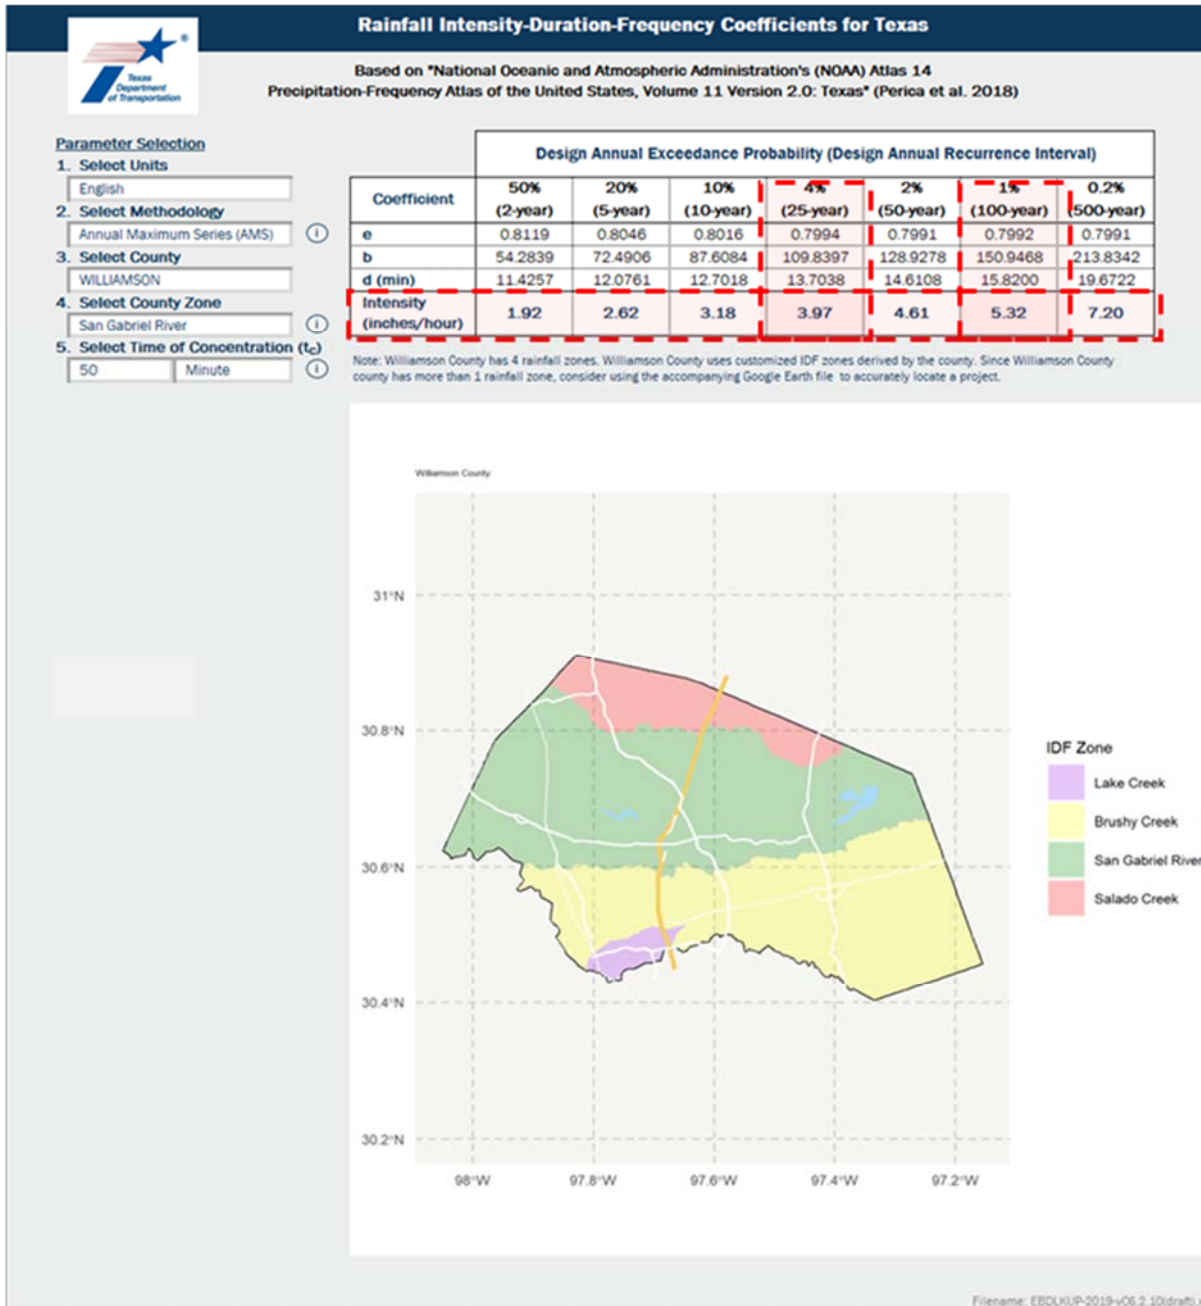 Rainfall Intensity-Duration-Frequency Coefficients for Texas
Texas
Department
of Transportation
®
Based on "National Oceanic and Atmospheric Administration's (NOAA) Atlas 14
Precipitation-Frequency Atlas of the United States, Volume 11 Version 2.0: Texas" (Perica et al. 2018)
Parameter Selection
1. Select Units
English
2. Select Methodology
Annual Maximum Series (AMS) i
3. Select County
WILLIAMSON
4. Select County Zone
San Gabriel River i
5. Select Time of Concentration (tc)
50 Minute i
Design Annual Exceedance Probability (Design Annual Recurrence Interval)
Coefficient 50% 20% 10% 4% 2% 1% 0.2%
(2-year) (5-year) (10-year) (25-year) (50-year) (100-year) (500-year)
e 0.8119 0.8046 0.8016 0.7994 0.7991 0.7992 0.7991
b 54.2839 72.4906 87.6084 109.8397 128.9278 150.9468 213.8342
d (min) 11.4257 12.0761 12.7018 13.7038 14.6108 15.8200 19.6722
Intensity
(inches/hour) 1.92 2.62 3.18 3.97 4.61 5.32 7.20
Note: Williamson County has 4 rainfall zones. Williamson County uses customized IDF zones derived by the county. Since Williamson County
county has more than 1 rainfall zone, consider using the accompanying Google Earth file to accurately locate a project.
Williamson County
31°N
30.8°N
30.6°N
30.4°N
30.2°N
98°W 97.8°W 97.6°W 97.4°W 97.2°W
IDF Zone
Lake Creek
Brushy Creek
San Gabriel River
Salado Creek
Filename: EBDLKUP-2019-v06.2.10(draft).